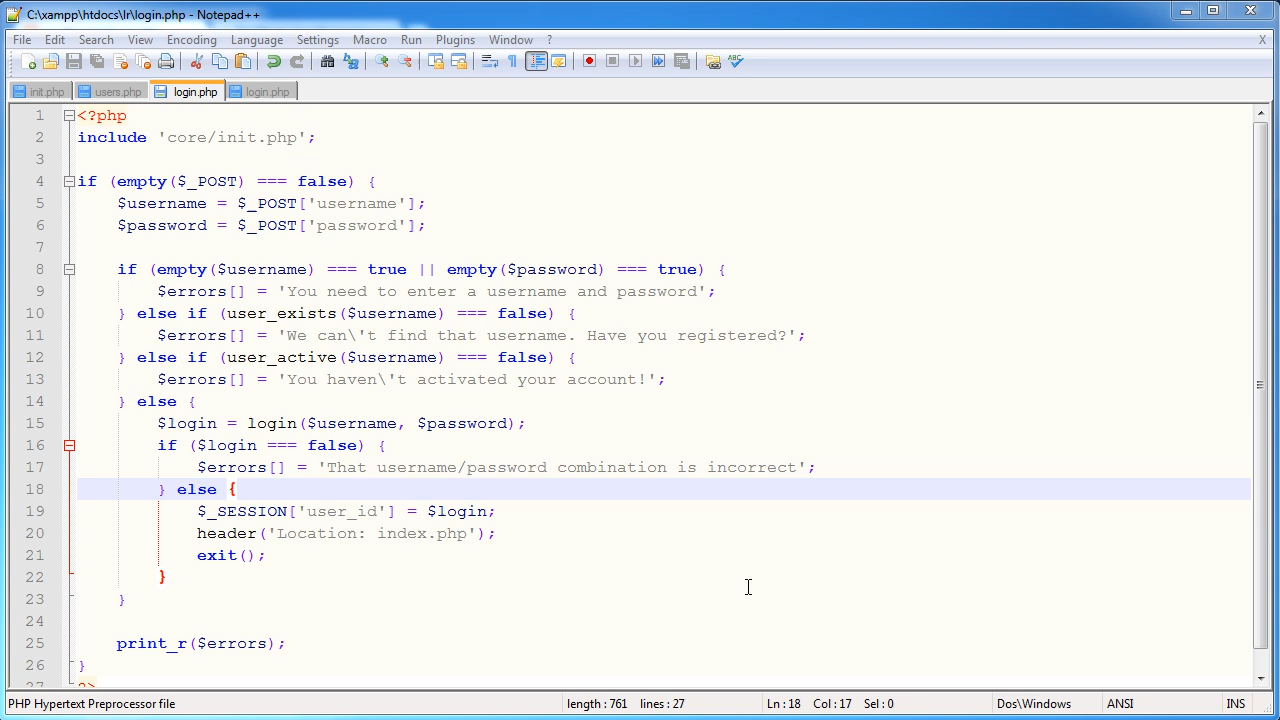 C:\xampp\htdocs\lr\login.php - Notepad++
File Edit Search View Encoding Language Settings Macro Run Plugins Window ? X
init.php users.php login.php login.php
1 <?php
2 include 'core/init.php';
3
4 if (empty($_POST) === false) {
5 $username = $_POST['username'];
6 $password = $_POST['password'];
7
8 if (empty($username) === true || empty($password) === true) {
9 $errors[] = 'You need to enter a username and password';
10 } else if (user_exists($username) === false) {
11 $errors[] = 'We can\'t find that username. Have you registered?';
12 } else if (user_active($username) === false) {
13 $errors[] = 'You haven\'t activated your account!';
14 } else {
15 $login = login($username, $password);
16 if ($login === false) {
17 $errors[] = 'That username/password combination is incorrect';
18 } else {
19 $_SESSION['user_id'] = $login;
20 header('Location: index.php');
21 exit();
22 }
23 }
24
25 print_r($errors);
26 }
27 ?>
PHP Hypertext Preprocessor file length : 761 lines : 27 Ln : 18 Col : 17 Sel : 0 Dos\Windows ANSI INS